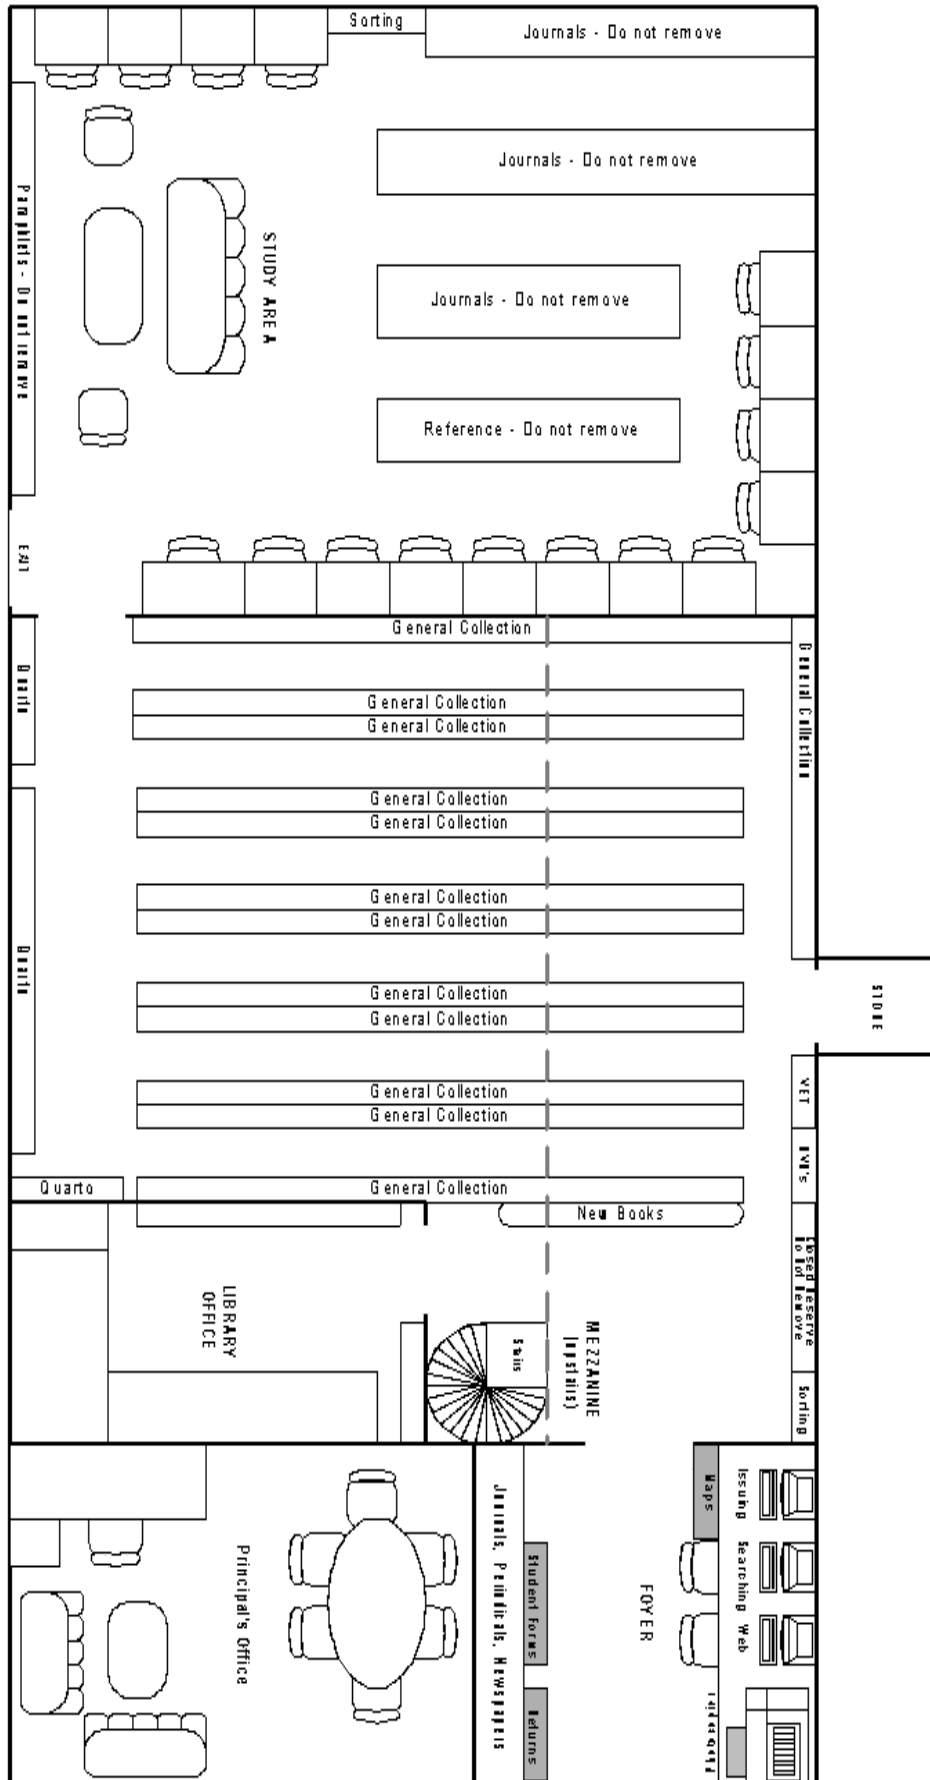 Sorting
Journals - Do not remove
Journals - Do not remove
Pamphlets - Do not remove
STUDY AREA
Journals - Do not remove
Reference - Do not remove
EXIT
General Collection
General Collection
Quarto
General Collection
General Collection
General Collection
General Collection
General Collection
General Collection
Quarto
General Collection
General Collection
STORE
General Collection
General Collection
VET
Quarto
General Collection
New Books
Closed Reserve
Do Not Remove
LIBRARY
OFFICE
Stairs
MEZZANINE
(upstairs)
Sorting
Maps
Issuing
Searching
Web
Journals, Periodicals, Newspapers
Student Forms
FOYER
Principal's Office
Returns